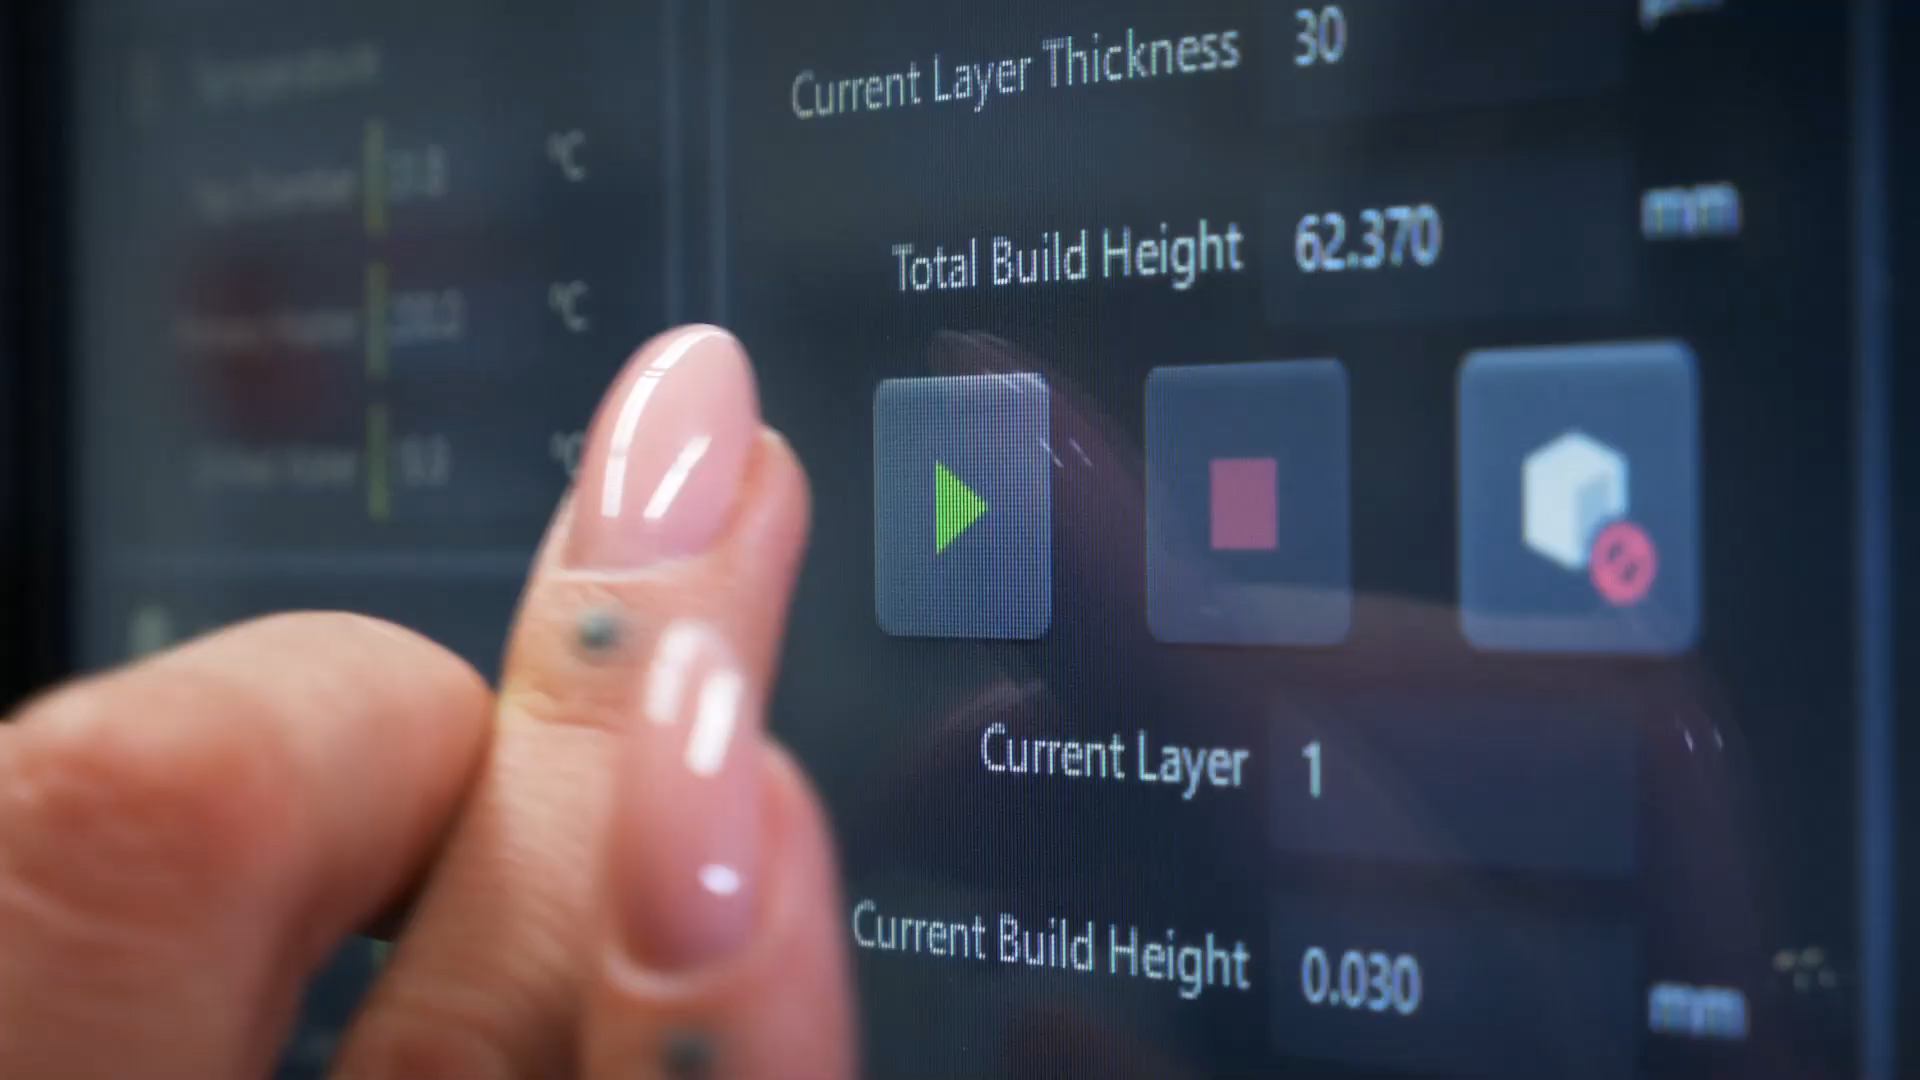 Temperature
°C
°C
°C
Current Layer Thickness 30
Total Build Height 62.370 mm
Current Layer 1
Current Build Height 0.030 mm